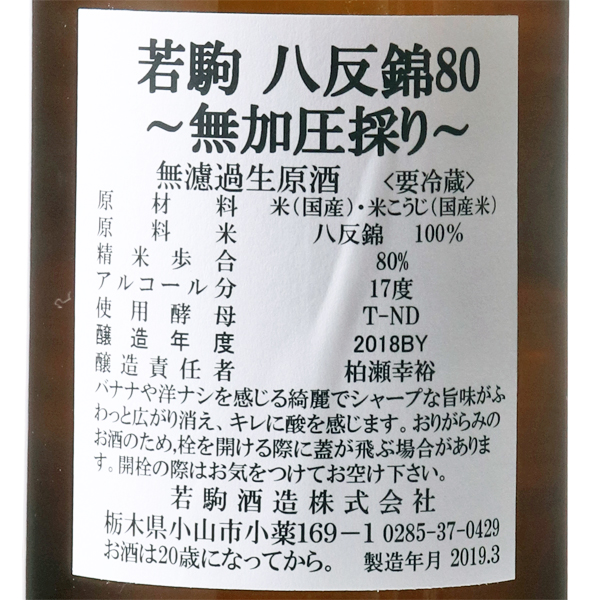 若駒 八反錦80
～無加圧採り～
無濾過生原酒 〈要冷蔵〉
原材料 米(国産)・米こうじ(国産米)
原料米 八反錦 100%
精米歩合 80%
アルコール分 17度
使用酵母 T-ND
醸造年度 2018BY
醸造責任者 柏瀬幸裕
バナナや洋ナシを感じる綺麗でシャープな旨味がふ
わっと広がり消え、キレに酸を感じます。おりがらみの
お酒のため,栓を開ける際に蓋が飛ぶ場合がありま
す。開栓の際はお気をつけてお空け下さい。
若駒酒造株式会社
栃木県小山市小薬169－1 0285-37-0429
お酒は20歳になってから。 製造年月 2019.3